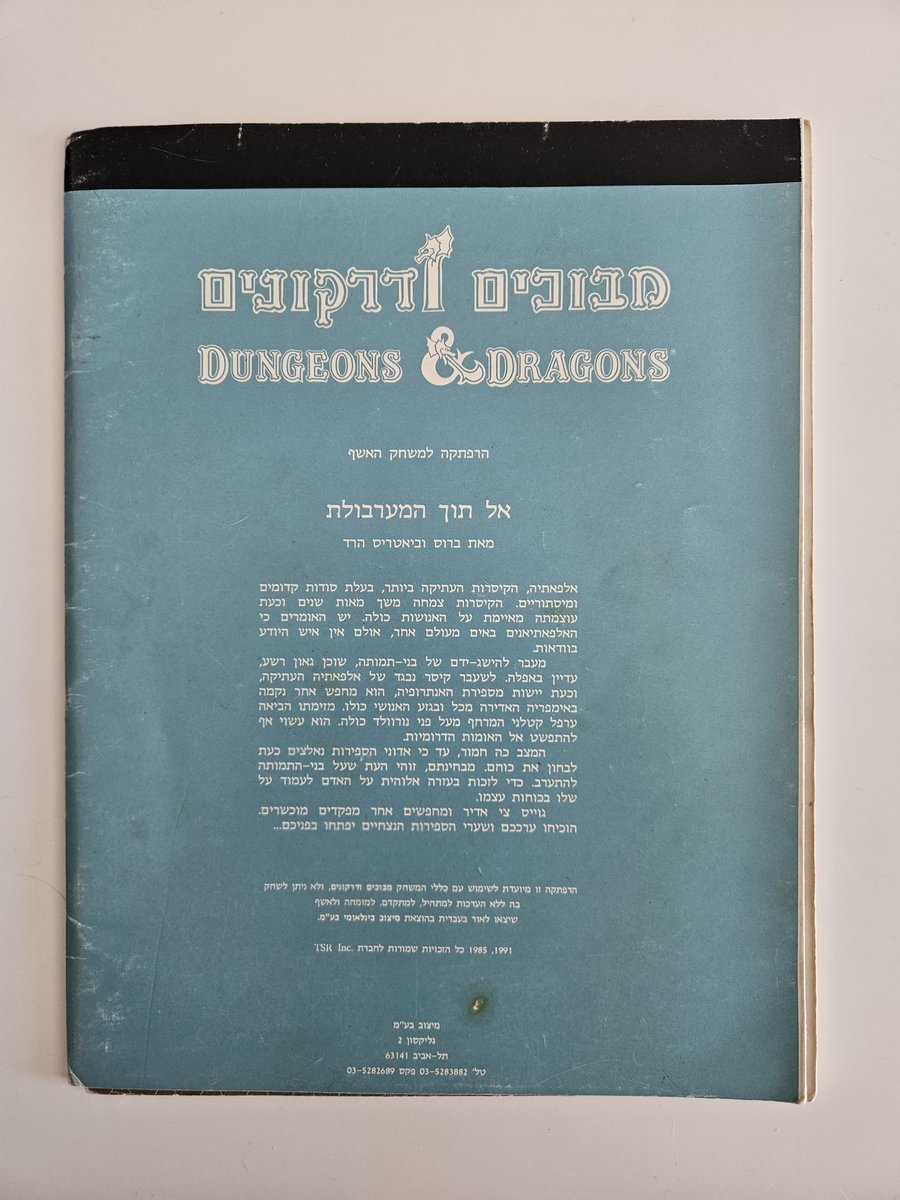 מבוכים ודרקונים
DUNGEONS & DRAGONS®
הרפתקה למשחק האשף
אל תוך המערבולת
מאת ברוס וביאטריס הרד
אלפאתיה, הקיסרות העתיקה ביותר, בעלת סודות קדומים
ומיסתוריים. הקיסרות צמחה משך מאות שנים וכעת
עוצמתה מאיימת על האנושות כולה. יש האומרים כי
האלפאתיאנים באים מעולם אחר, אולם אין איש היודע
בוודאות.
מעבר להישג-ידם של בני-תמותה, שוכן גאון רשע,
עדיין באפלה. לשעבר קיסר נבגד של אלפאתיה העתיקה,
וכעת יישות מספירת האנתרופיה, הוא מחפש אחר נקמה
באימפריה האדירה מכל ובגזע האנושי כולו. מזימתו הביאה
ערפל קטלני המרחף מעל פני נורוולד כולה. הוא עשוי אף
להתפשט אל האומות הדרומיות.
המצב כה חמור, עד כי אדוני הספירות נאלצים כעת
לבחון את כוחם. מבחינתם, זוהי העת שעל בני-התמותה
להתערב. כדי לזכות בעזרה אלוהית על האדם לעמוד על
שלו בכוחות עצמו.
גוייס צי אדיר ומחפשים אחר מפקדים מוכשרים.
הוכיחו ערככם ושערי הספירות הנצחיים יפתחו בפניכם...
הרפתקה זו מיועדת לשימוש עם כללי המשחק מבוכים ודרקונים, ולא ניתן לשחק
בה ללא הערכות למתחיל, למתקדם, למומחה ולאשף
שיצאו לאור בעברית בהוצאת מיצוב בינלאומי בע"מ.
1991, 1985 כל הזכויות שמורות לחברת TSR Inc.
מיצוב בע"מ
גליקסון 2
תל-אביב 63141
טל' 03-5283882 פקס 03-5282689